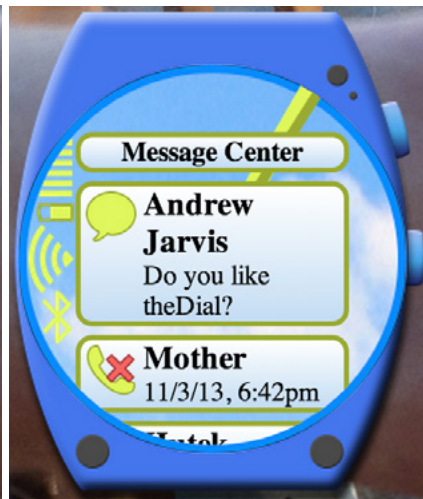 Message Center
Andrew
Jarvis
Do you like
theDial?
Mother
11/3/13, 6:42pm